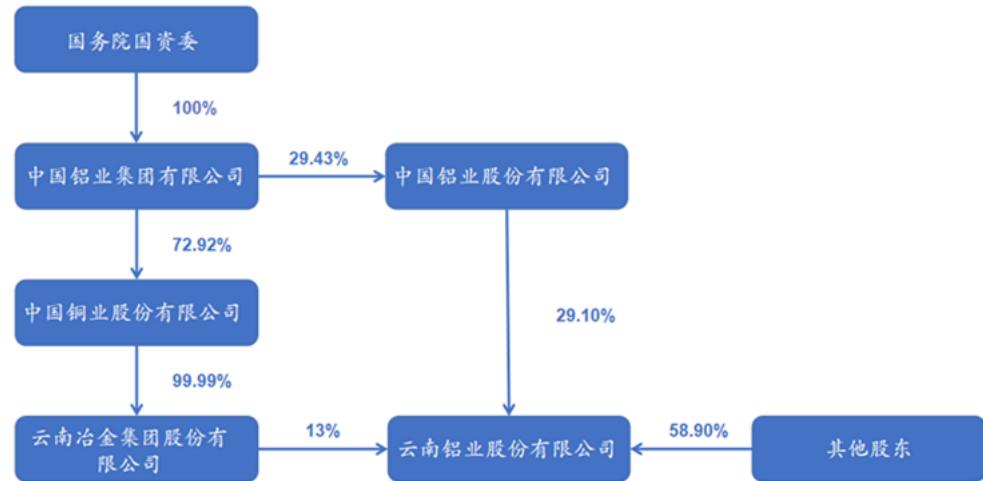 国务院国资委
100%
中国铝业集团有限公司
29.43%
中国铝业股份有限公司
72.92%
中国铜业股份有限公司
29.10%
99.99%
云南冶金集团股份有
限公司
13%
云南铝业股份有限公司
58.90%
其他股东